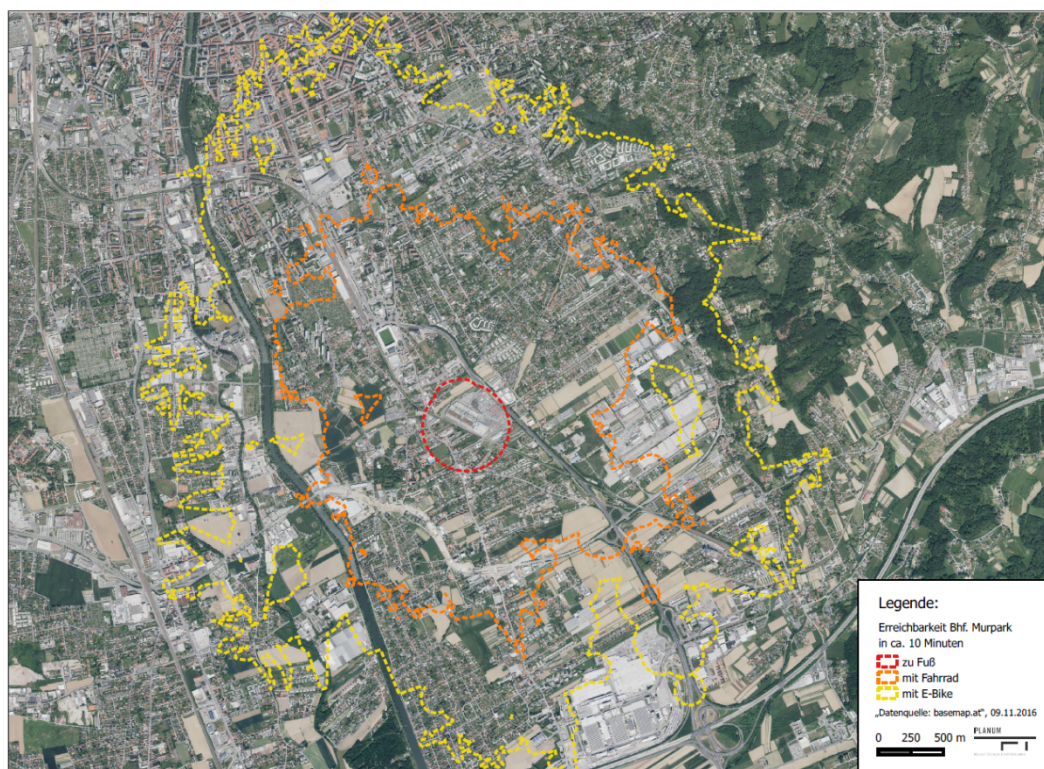 Legende:
Erreichbarkeit Bhf. Murpark
in ca. 10 Minuten
zu Fuß
mit Fahrrad
mit E-Bike
„Datenquelle: basemap.at", 09.11.2016
0 250 500 m
PLANUM